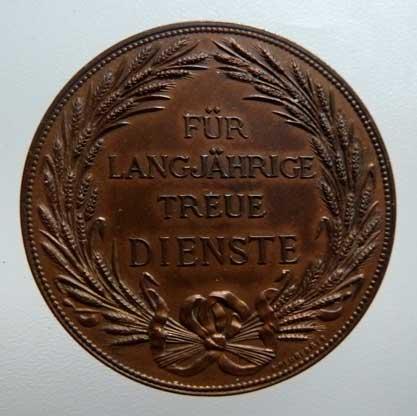 FÜR
LANGJÄHRIGE
TREUE
DIENSTE